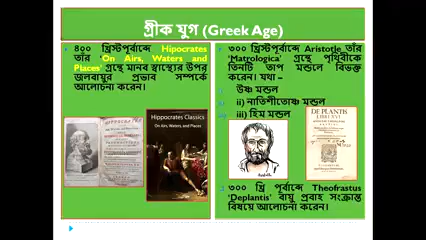 গ্রীক যুগ (Greek Age)
৪০০ খ্রিস্টপূর্বাব্দে Hipocrates
তাঁর 'On Airs, Waters and
Places' গ্রন্থে মানব স্বাস্থ্যের উপর
জলবায়ুর প্রভাব সম্পর্কে
আলোচনা করেন।
Hippocrates Classics
On Airs, Waters, and Places
৩০০ খ্রিস্টপূর্বাব্দে Aristotle তাঁর
'Matrologica' গ্রন্থে পৃথিবীকে
তিনটি তাপ মন্ডলে বিভক্ত
করেন। যথা –
উষ্ণ মন্ডল
ii) নাতিশীতোষ্ণ মন্ডল
iii) হিম মন্ডল
Aristotle
DE PLANTIS
৩০০ খ্রি পূর্বাব্দে Theofrastus
'Deplantis' বায়ু প্রবাহ সংক্রান্ত
বিষয়ে আলোচনা করেন।